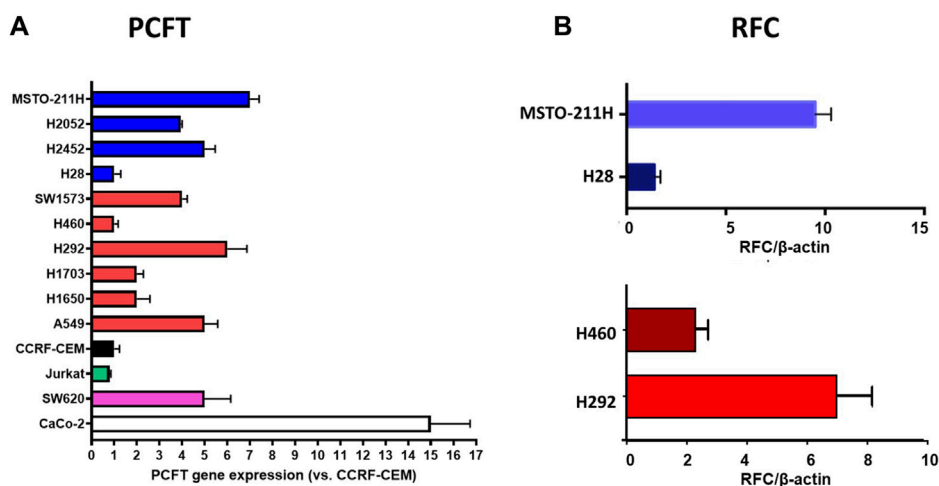 A PCFT
MSTO-211H
H2052
H2452
H28
SW1573
H460
H292
H1703
H1650
A549
CCRF-CEM
Jurkat
SW620
CaCo-2
0 1 2 3 4 5 6 7 8 9 10 11 12 13 14 15 16 17
PCFT gene expression (vs. CCRF-CEM)
B RFC
MSTO-211H
H28
0 5 10 15
RFC/β-actin
H460
H292
0 2 4 6 8 10
RFC/β-actin